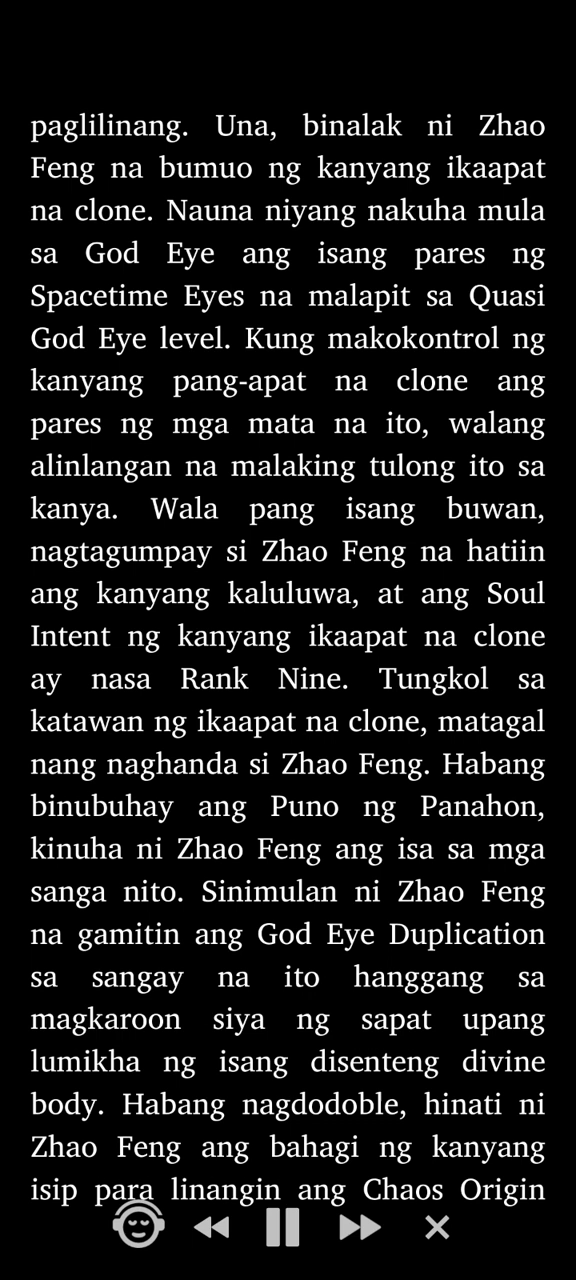 paglilinang. Una, binalak ni Zhao
Feng na bumuo ng kanyang ikaapat
na clone. Nauna niyang nakuha mula
sa God Eye ang isang pares ng
Spacetime Eyes na malapit sa Quasi
God Eye level. Kung makokontrol ng
kanyang pang-apat na clone ang
pares ng mga mata na ito, walang
alinlangan na malaking tulong ito sa
kanya. Wala pang isang buwan,
nagtagumpay si Zhao Feng na hatiin
ang kanyang kaluluwa, at ang Soul
Intent ng kanyang ikaapat na clone
ay nasa Rank Nine. Tungkol sa
katawan ng ikaapat na clone, matagal
nang naghanda si Zhao Feng. Habang
binubuhay ang Puno ng Panahon,
kinuha ni Zhao Feng ang isa sa mga
sanga nito. Sinimulan ni Zhao Feng
na gamitin ang God Eye Duplication
sa sangay na ito hanggang sa
magkaroon siya ng sapat upang
lumikha ng isang disenteng divine
body. Habang nagdodoble, hinati ni
Zhao Feng ang bahagi ng kanyang
isip para linangin ang Chaos Origin